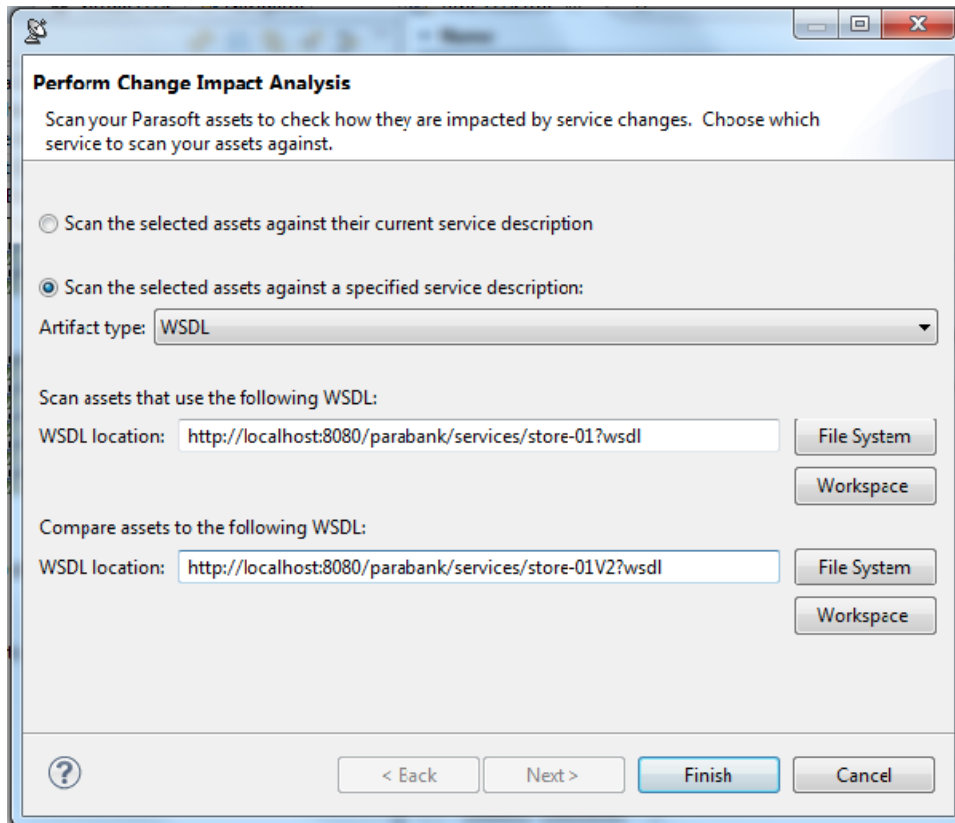 Perform Change Impact Analysis
Scan your Parasoft assets to check how they are impacted by service changes. Choose which
service to scan your assets against.
Scan the selected assets against their current service description
Scan the selected assets against a specified service description:
Artifact type: WSDL
Scan assets that use the following WSDL:
WSDL location: http://localhost:8080/parabank/services/store-01?wsdl File System
Workspace
Compare assets to the following WSDL:
WSDL location: http://localhost:8080/parabank/services/store-01V2?wsdl File System
Workspace
? < Back Next > Finish Cancel